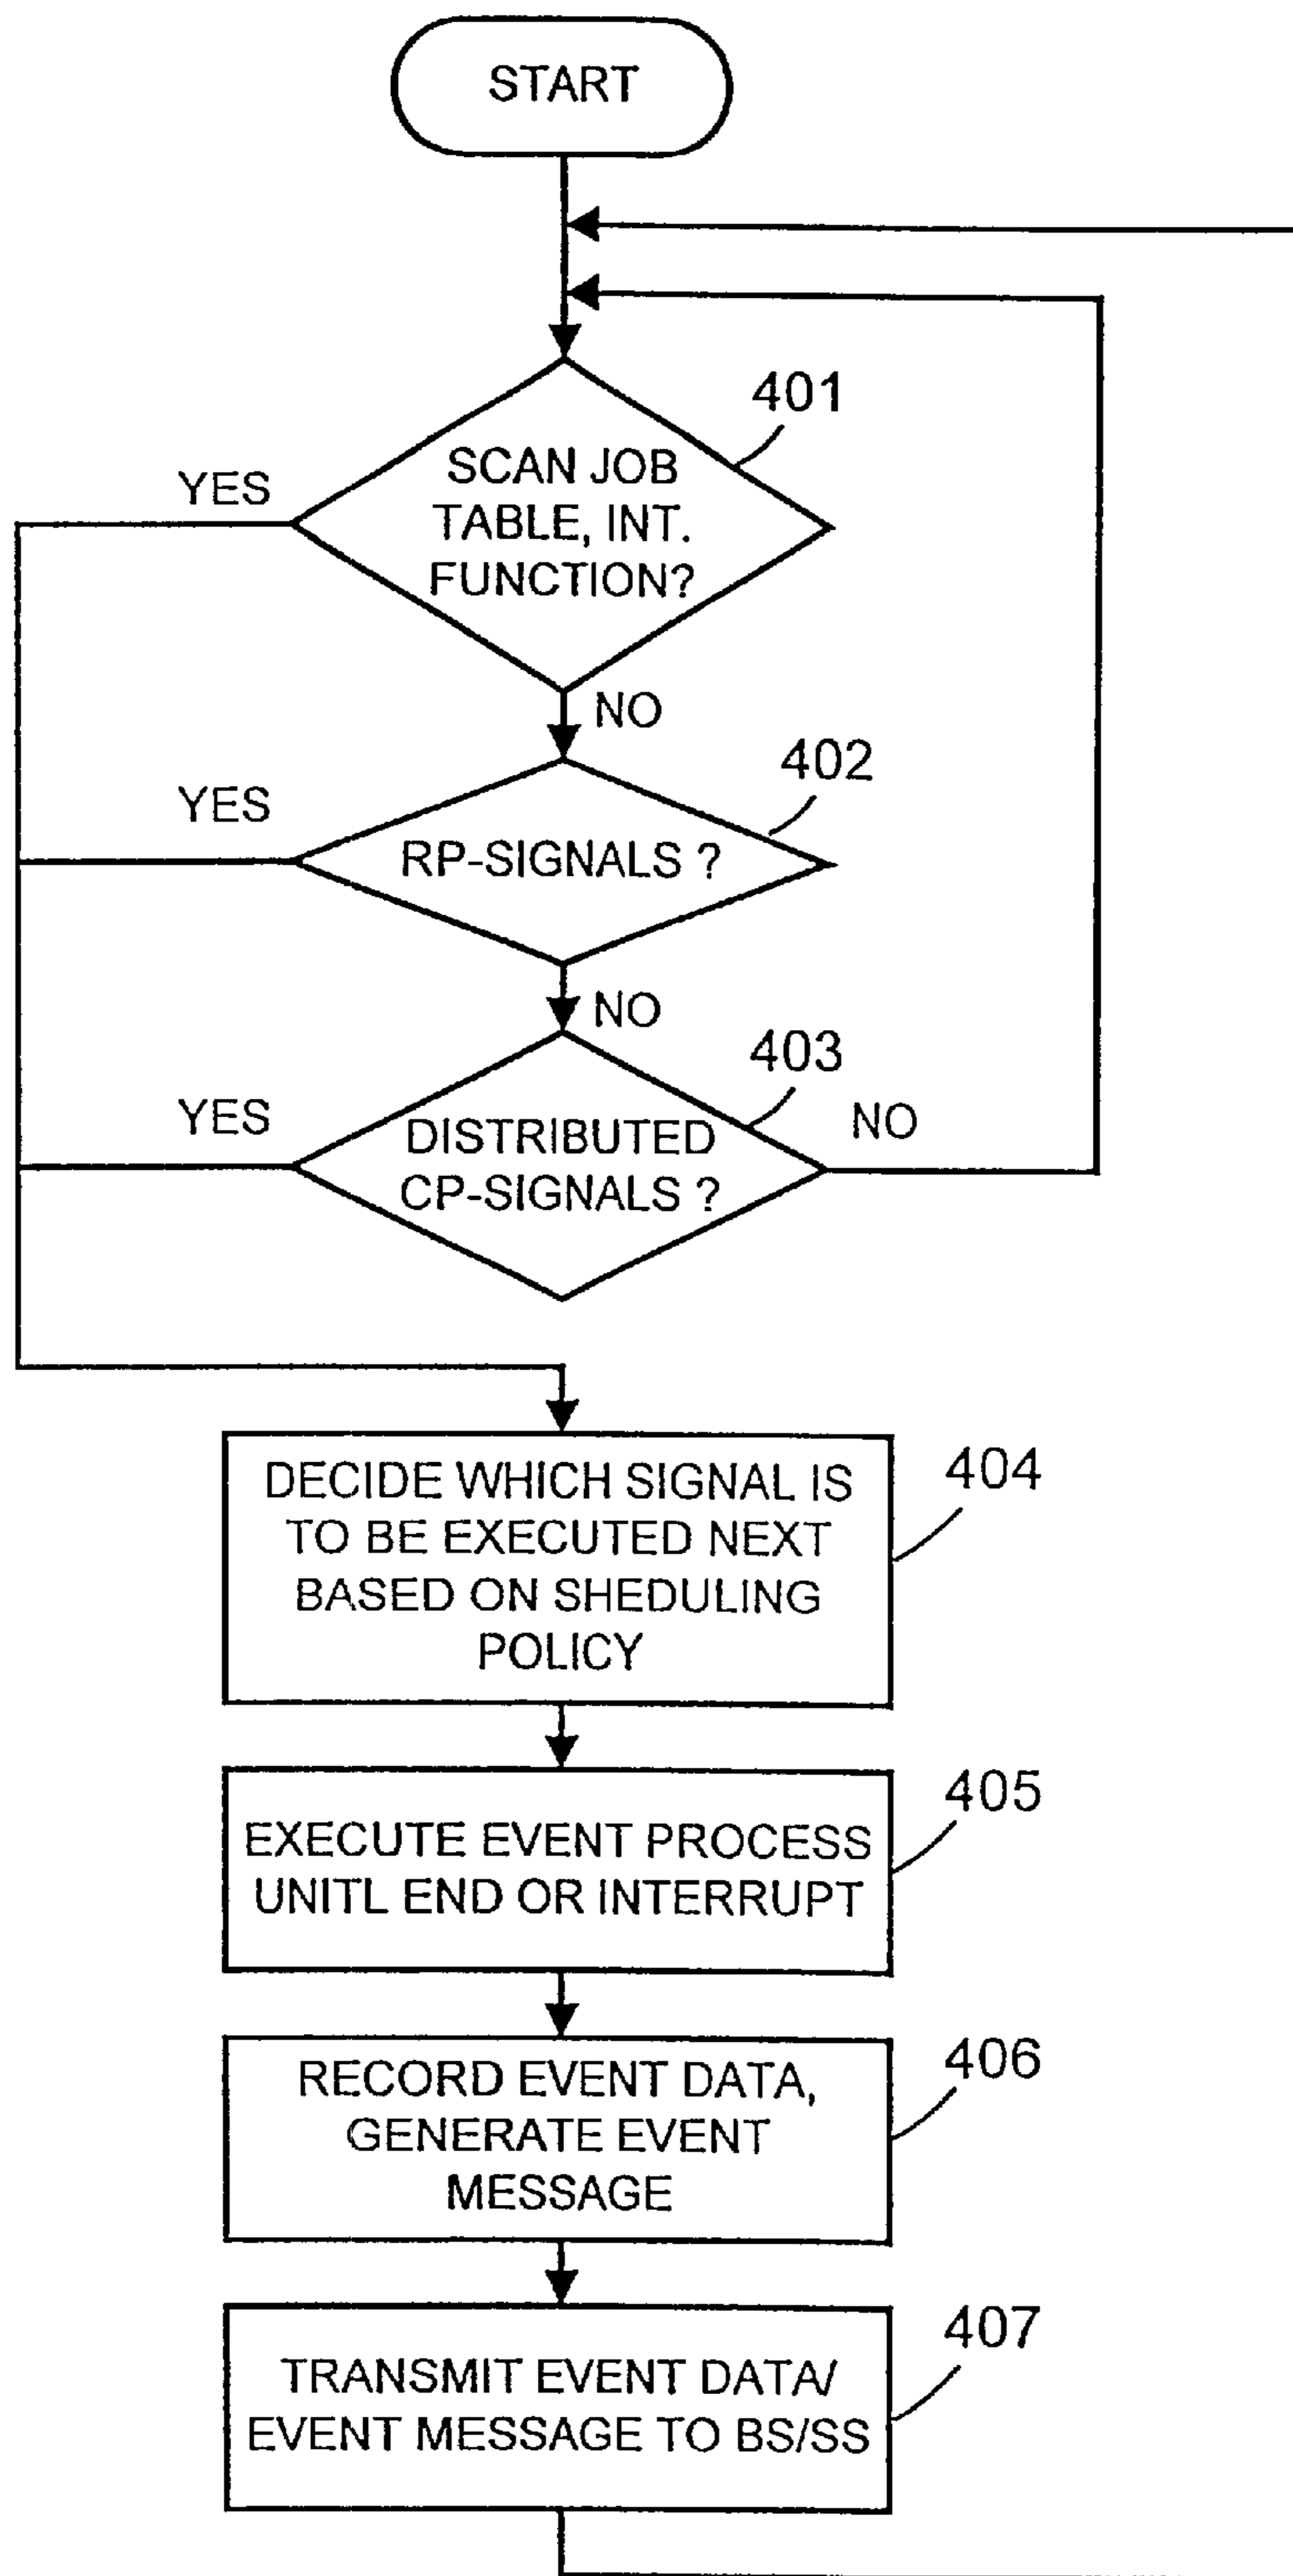 START
401
SCAN JOB
TABLE, INT.
FUNCTION?
YES
NO
402
RP-SIGNALS ?
YES
NO
403
DISTRIBUTED
CP-SIGNALS ?
YES
NO
404
DECIDE WHICH SIGNAL IS
TO BE EXECUTED NEXT
BASED ON SHEDULING
POLICY
405
EXECUTE EVENT PROCESS
UNITL END OR INTERRUPT
406
RECORD EVENT DATA,
GENERATE EVENT
MESSAGE
407
TRANSMIT EVENT DATA/
EVENT MESSAGE TO BS/SS